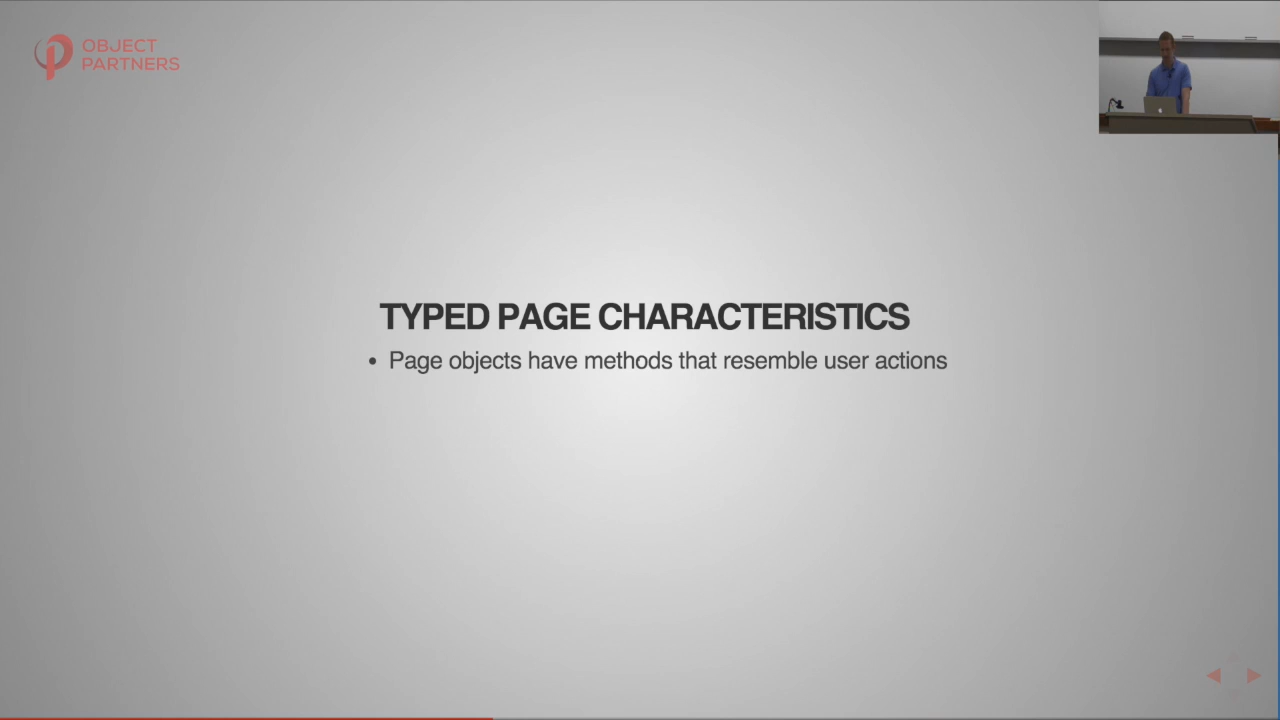 OBJECT
PARTNERS
TYPED PAGE CHARACTERISTICS
• Page objects have methods that resemble user actions